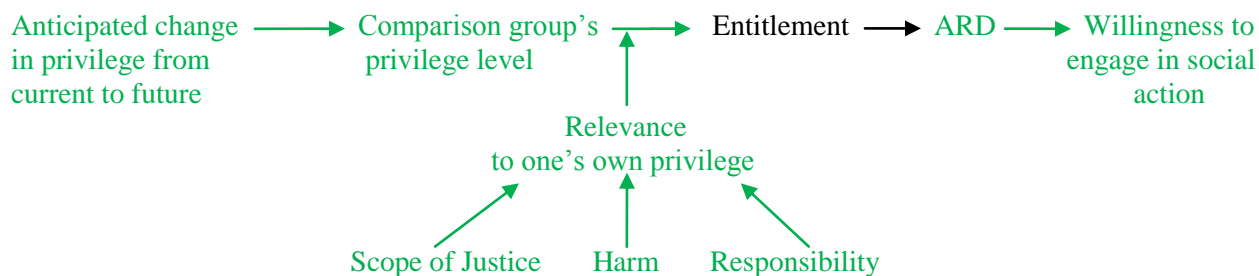 Anticipated change
in privilege from
current to future
Comparison group's
privilege level
Entitlement
ARD
Willingness to
engage in social
action
Relevance
to one's own privilege
Scope of Justice
Harm
Responsibility